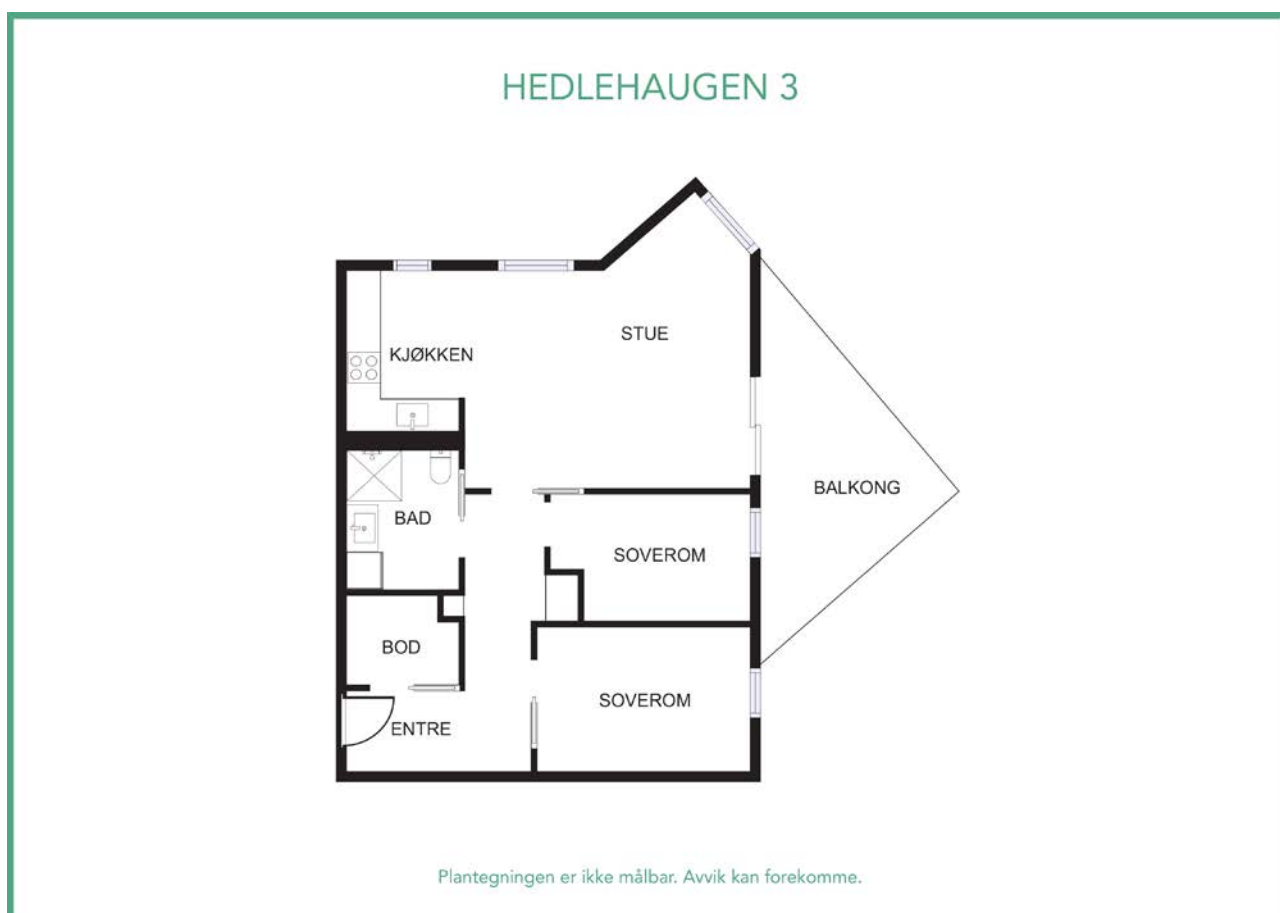 HEDLEHAUGEN 3
STUE
KJØKKEN
BALKONG
BAD
SOVEROM
BOD
SOVEROM
ENTRE
Plantegningen er ikke målbar. Avvik kan forekomme.